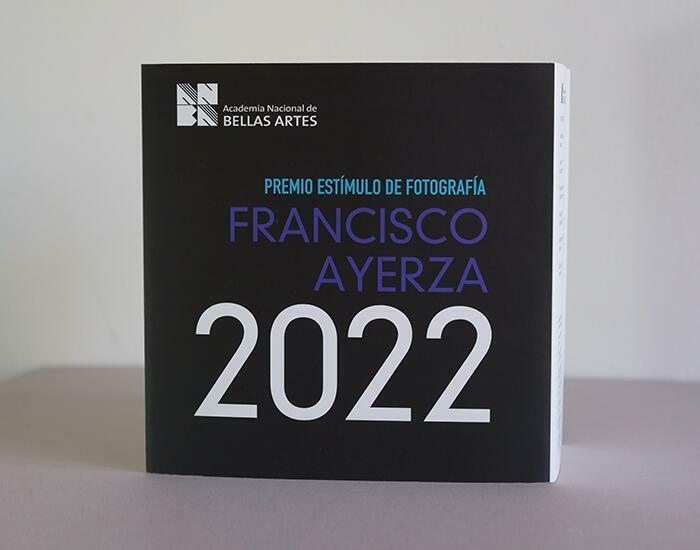 Academia Nacional de
BELLAS ARTES
PREMIO ESTÍMULO DE FOTOGRAFÍA
FRANCISCO
AYERZA
2022